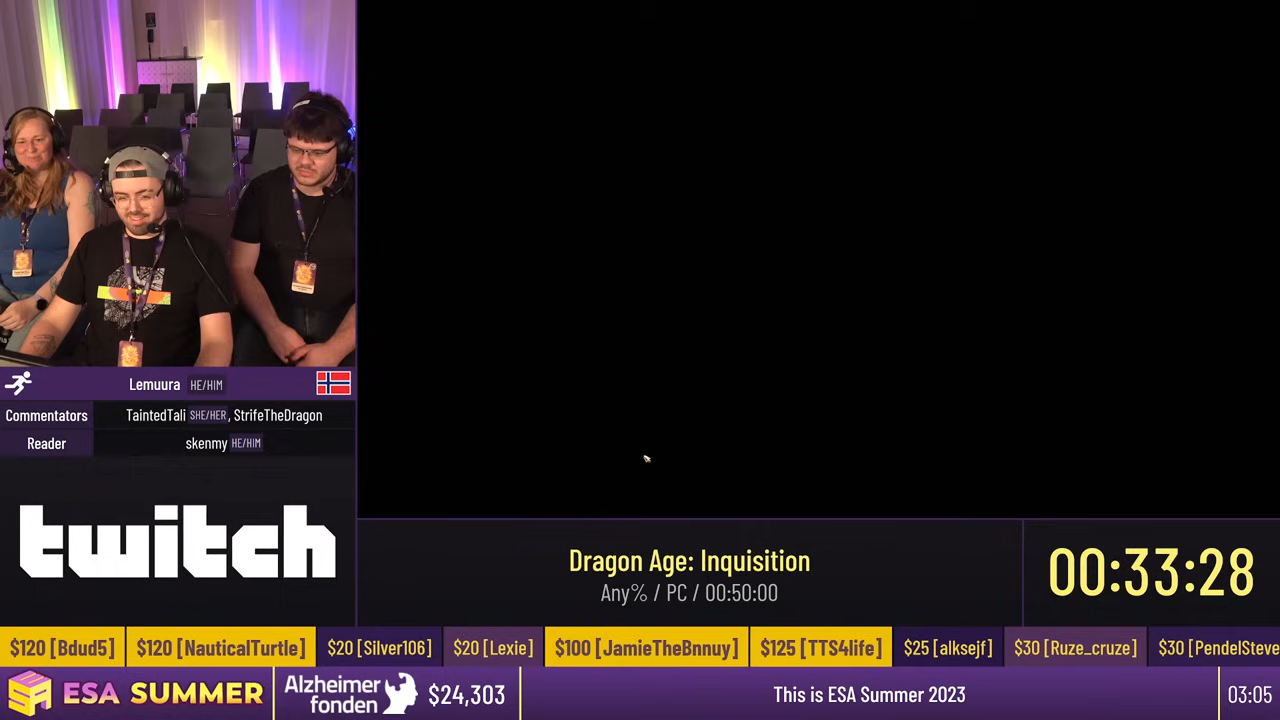 Lemuura HE/HIM
Commentators TaintedTali SHE/HER, StrifeTheDragon
Reader skenmy HE/HIM
twitch
Dragon Age: Inquisition
Any% / PC / 00:50:00
00:33:28
$120 [Bdud5] $120 [NauticalTurtle] $20 [Silver106] $20 [Lexie] $100 [JamieTheBnnuy] $125 [TTS4life] $25 [alksejf] $30 [Ruze_cruze] $30 [PendelSteve
ESA SUMMER Alzheimer fonden $24,303 This is ESA Summer 2023 03:05